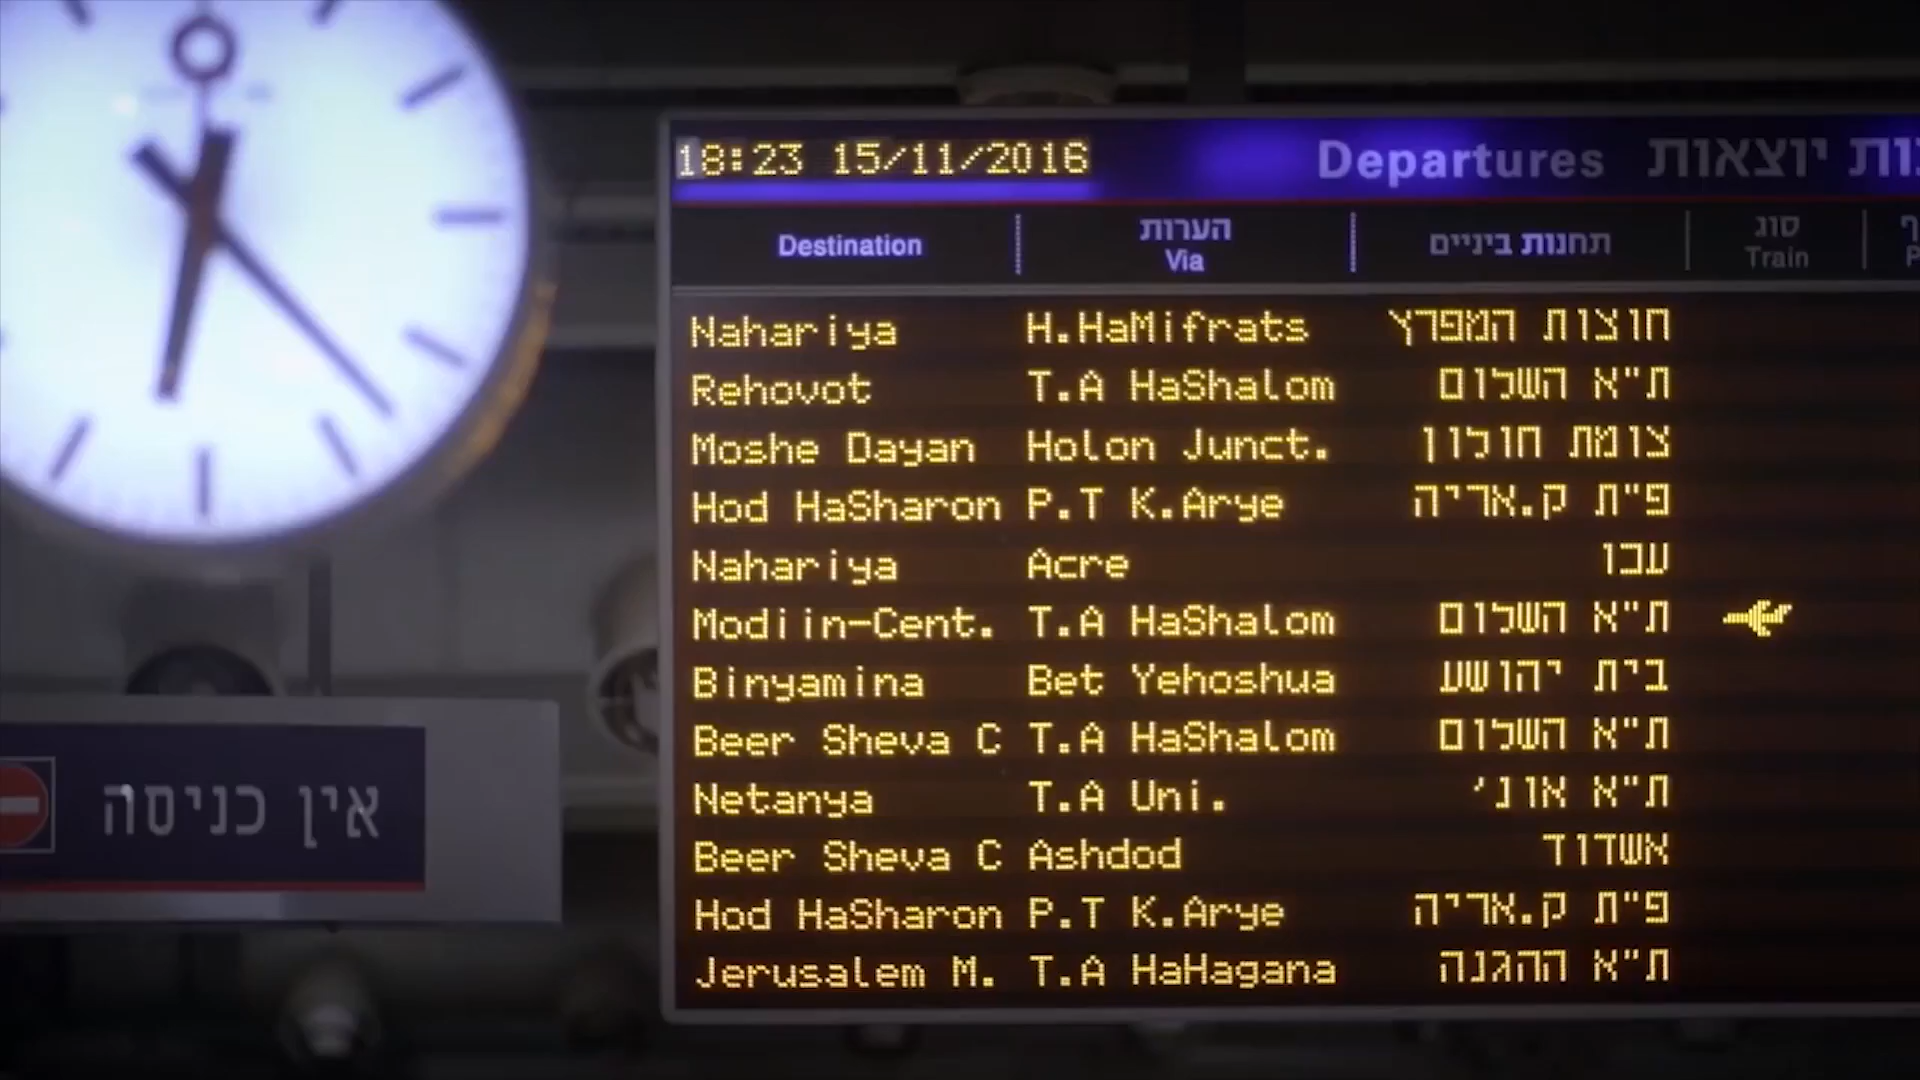 18:23 15/11/2016 Departures יוצאות
Destination הערות תחנות ביניים סוג
Via Train
Nahariya H.HaMifrats חוצות המפרץ
Rehovot T.A HaShalom ת"א השלום
Moshe Dayan Holon Junct. צומת חולון
Hod HaSharon P.T K.Arye פ"ת ק.אריה
Nahariya Acre עכו
Modiin-Cent. T.A HaShalom ת"א השלום
Binyamina Bet Yehoshua בית יהושע
Beer Sheva C T.A HaShalom ת"א השלום
Netanya T.A Uni. ת"א אונ'
Beer Sheva C Ashdod אשדוד
Hod HaSharon P.T K.Arye פ"ת ק.אריה
Jerusalem M. T.A HaHagana ת"א ההגנה
אין כניסה